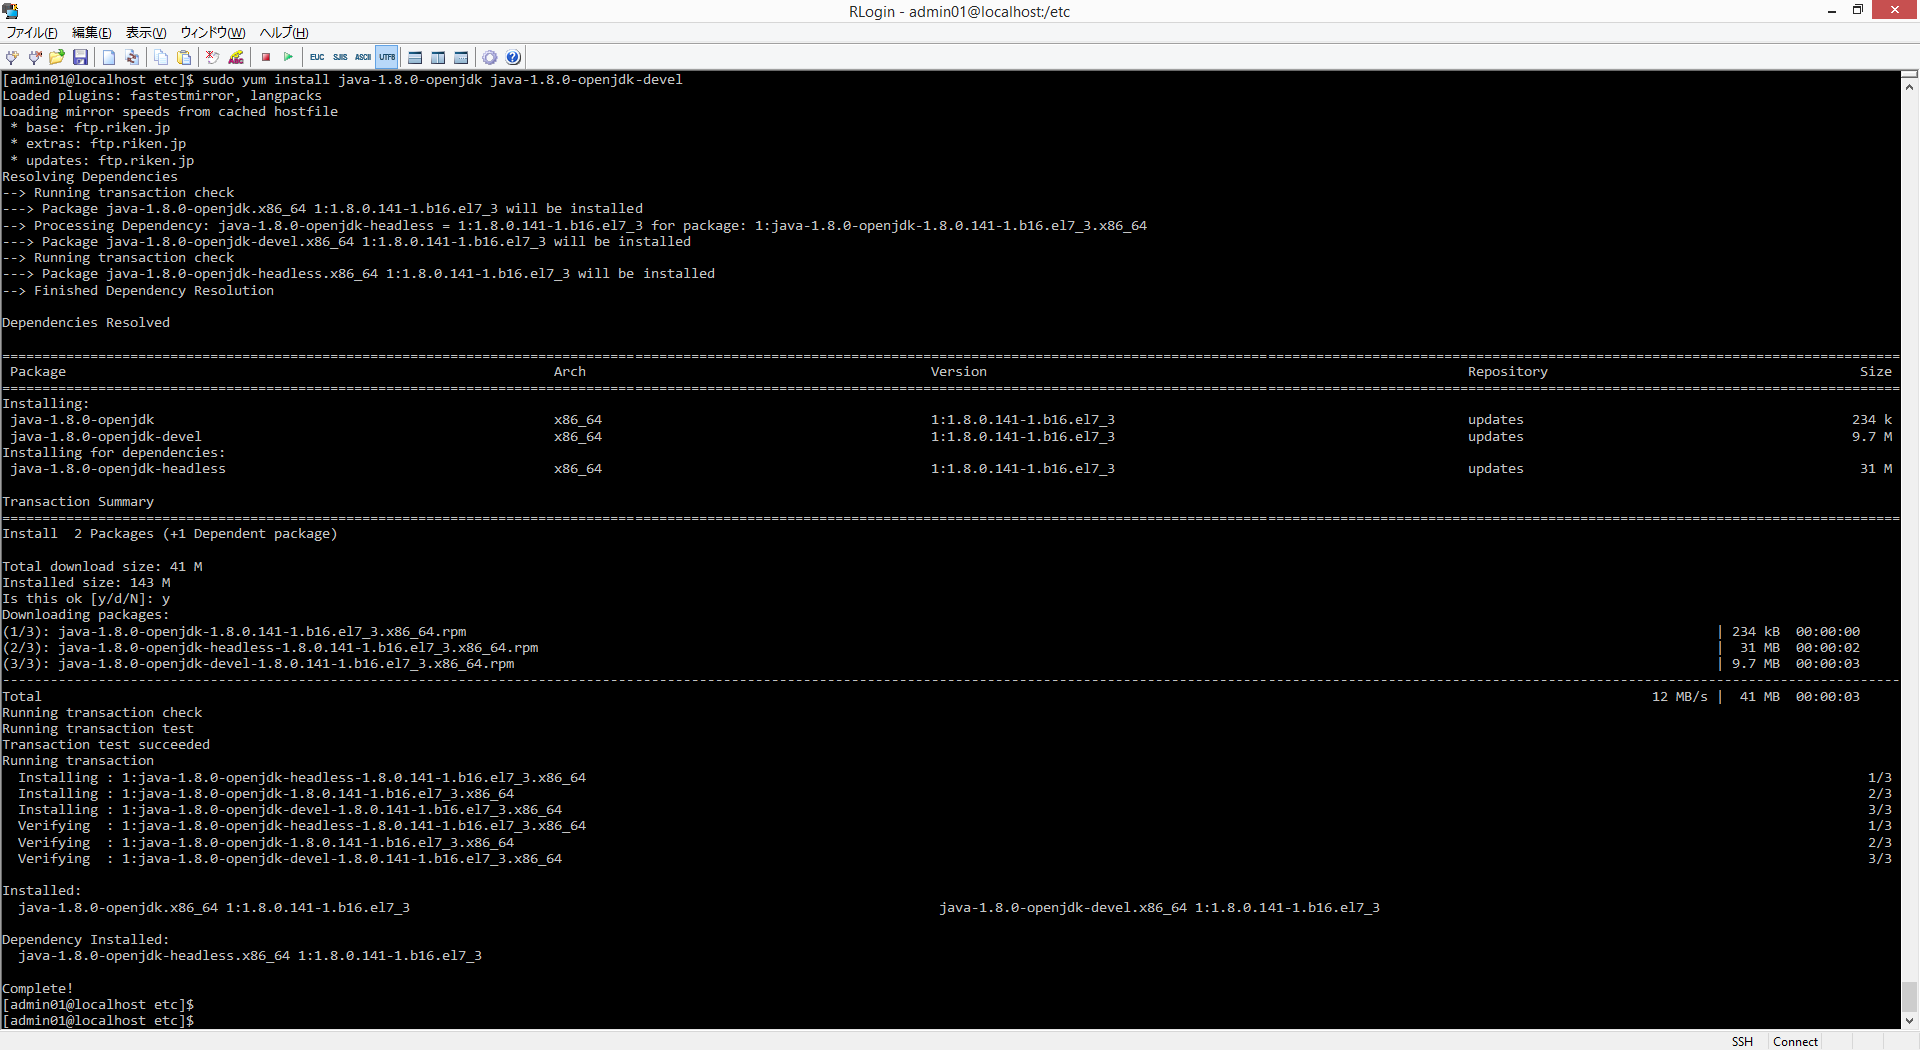 RLogin - admin01@localhost:/etc
ファイル(F) 編集(E) 表示(V) ウィンドウ(W) ヘルプ(H)
EUC SJIS ASCII UTF8
[admin01@localhost etc]$ sudo yum install java-1.8.0-openjdk java-1.8.0-openjdk-devel
Loaded plugins: fastestmirror, langpacks
Loading mirror speeds from cached hostfile
 * base: ftp.riken.jp
 * extras: ftp.riken.jp
 * updates: ftp.riken.jp
Resolving Dependencies
--> Running transaction check
---> Package java-1.8.0-openjdk.x86_64 1:1.8.0.141-1.b16.el7_3 will be installed
--> Processing Dependency: java-1.8.0-openjdk-headless = 1:1.8.0.141-1.b16.el7_3 for package: 1:java-1.8.0-openjdk-1.8.0.141-1.b16.el7_3.x86_64
---> Package java-1.8.0-openjdk-devel.x86_64 1:1.8.0.141-1.b16.el7_3 will be installed
--> Running transaction check
---> Package java-1.8.0-openjdk-headless.x86_64 1:1.8.0.141-1.b16.el7_3 will be installed
--> Finished Dependency Resolution
Dependencies Resolved
Package Arch Version Repository Size
Installing:
 java-1.8.0-openjdk x86_64 1:1.8.0.141-1.b16.el7_3 updates 234 k
 java-1.8.0-openjdk-devel x86_64 1:1.8.0.141-1.b16.el7_3 updates 9.7 M
Installing for dependencies:
 java-1.8.0-openjdk-headless x86_64 1:1.8.0.141-1.b16.el7_3 updates 31 M
Transaction Summary
Install  2 Packages (+1 Dependent package)
Total download size: 41 M
Installed size: 143 M
Is this ok [y/d/N]: y
Downloading packages:
(1/3): java-1.8.0-openjdk-1.8.0.141-1.b16.el7_3.x86_64.rpm | 234 kB  00:00:00
(2/3): java-1.8.0-openjdk-headless-1.8.0.141-1.b16.el7_3.x86_64.rpm |  31 MB  00:00:02
(3/3): java-1.8.0-openjdk-devel-1.8.0.141-1.b16.el7_3.x86_64.rpm | 9.7 MB  00:00:03
Total 12 MB/s |  41 MB  00:00:03
Running transaction check
Running transaction test
Transaction test succeeded
Running transaction
  Installing : 1:java-1.8.0-openjdk-headless-1.8.0.141-1.b16.el7_3.x86_64 1/3
  Installing : 1:java-1.8.0-openjdk-1.8.0.141-1.b16.el7_3.x86_64 2/3
  Installing : 1:java-1.8.0-openjdk-devel-1.8.0.141-1.b16.el7_3.x86_64 3/3
  Verifying  : 1:java-1.8.0-openjdk-headless-1.8.0.141-1.b16.el7_3.x86_64 1/3
  Verifying  : 1:java-1.8.0-openjdk-1.8.0.141-1.b16.el7_3.x86_64 2/3
  Verifying  : 1:java-1.8.0-openjdk-devel-1.8.0.141-1.b16.el7_3.x86_64 3/3
Installed:
  java-1.8.0-openjdk.x86_64 1:1.8.0.141-1.b16.el7_3 java-1.8.0-openjdk-devel.x86_64 1:1.8.0.141-1.b16.el7_3
Dependency Installed:
  java-1.8.0-openjdk-headless.x86_64 1:1.8.0.141-1.b16.el7_3
Complete!
[admin01@localhost etc]$
[admin01@localhost etc]$
SSH Connect